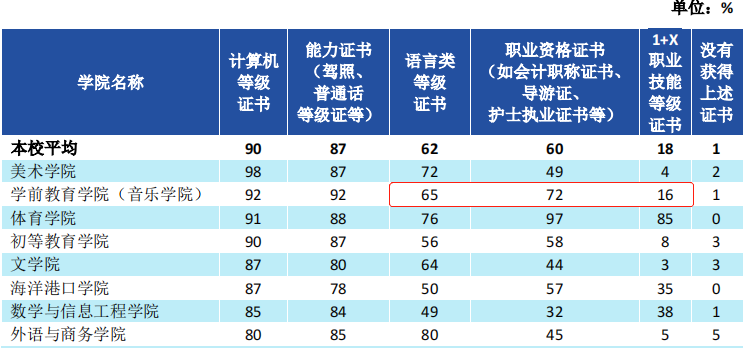 单位：%
学院名称 计算机等级证书 能力证书（驾照、普通话等级证等） 语言类等级证书 职业资格证书（如会计职称证书、导游证、护士执业证书等） 1+X职业技能等级证书 没有获得上述证书
本校平均 90 87 62 60 18 1
美术学院 98 87 72 49 4 2
学前教育学院（音乐学院） 92 92 65 72 16 1
体育学院 91 88 76 97 85 0
初等教育学院 90 87 56 58 8 3
文学院 87 80 64 44 3 3
海洋港口学院 87 78 50 57 35 0
数学与信息工程学院 85 84 49 32 38 1
外语与商务学院 80 85 80 45 5 5